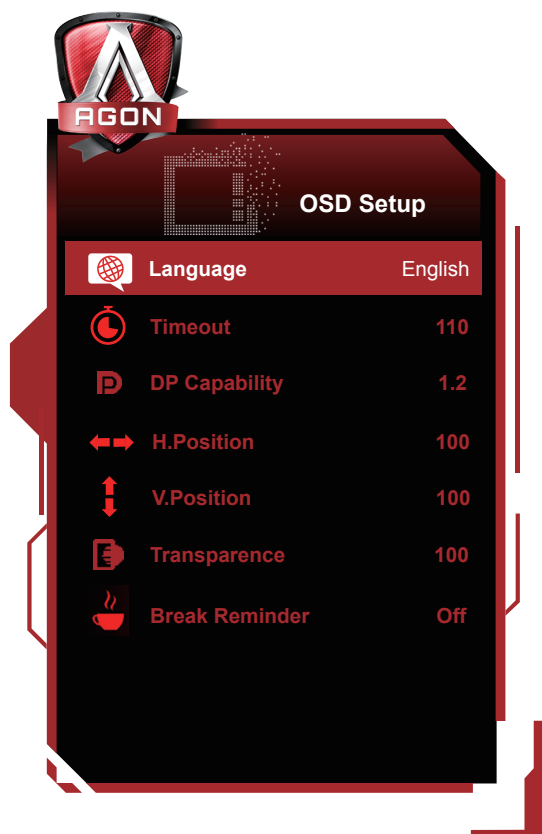 AGON
OSD Setup
Language English
Timeout 110
DP Capability 1.2
H.Position 100
V.Position 100
Transparence 100
Break Reminder Off